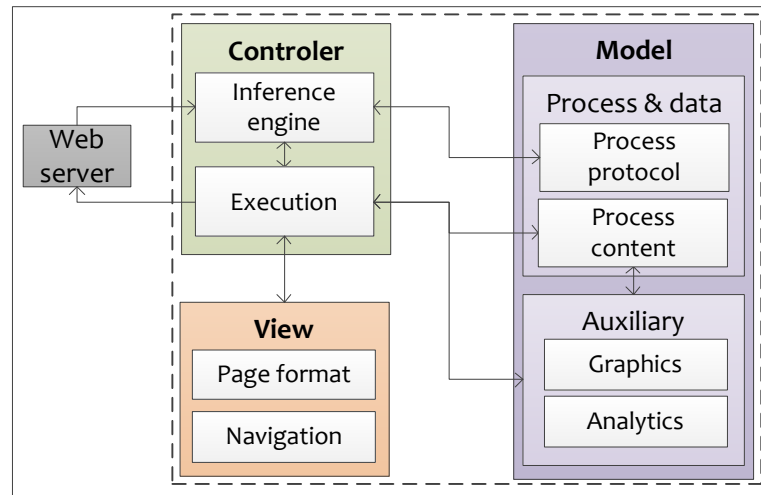 Controler
Inference
engine
Execution
Web
server
View
Page format
Navigation
Model
Process & data
Process
protocol
Process
content
Auxiliary
Graphics
Analytics